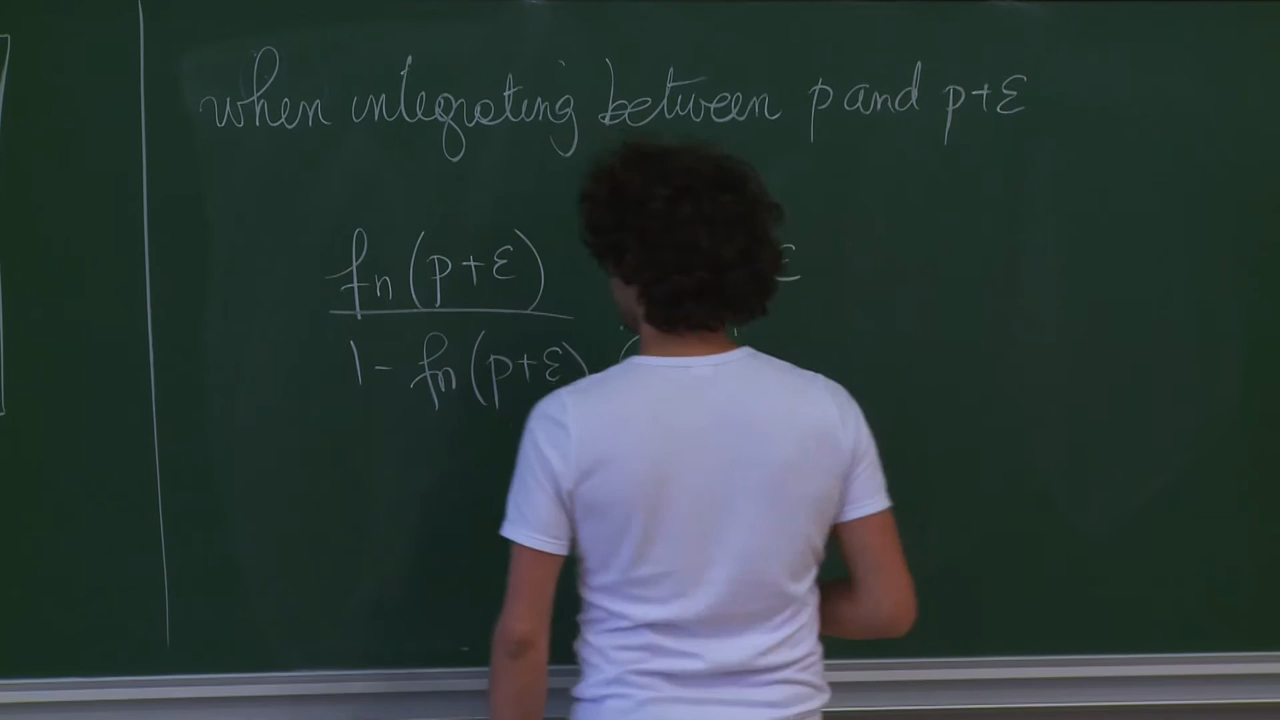 when integrating between p and p+ε
fn(p+ε) ε
1- fn(p+ε) (